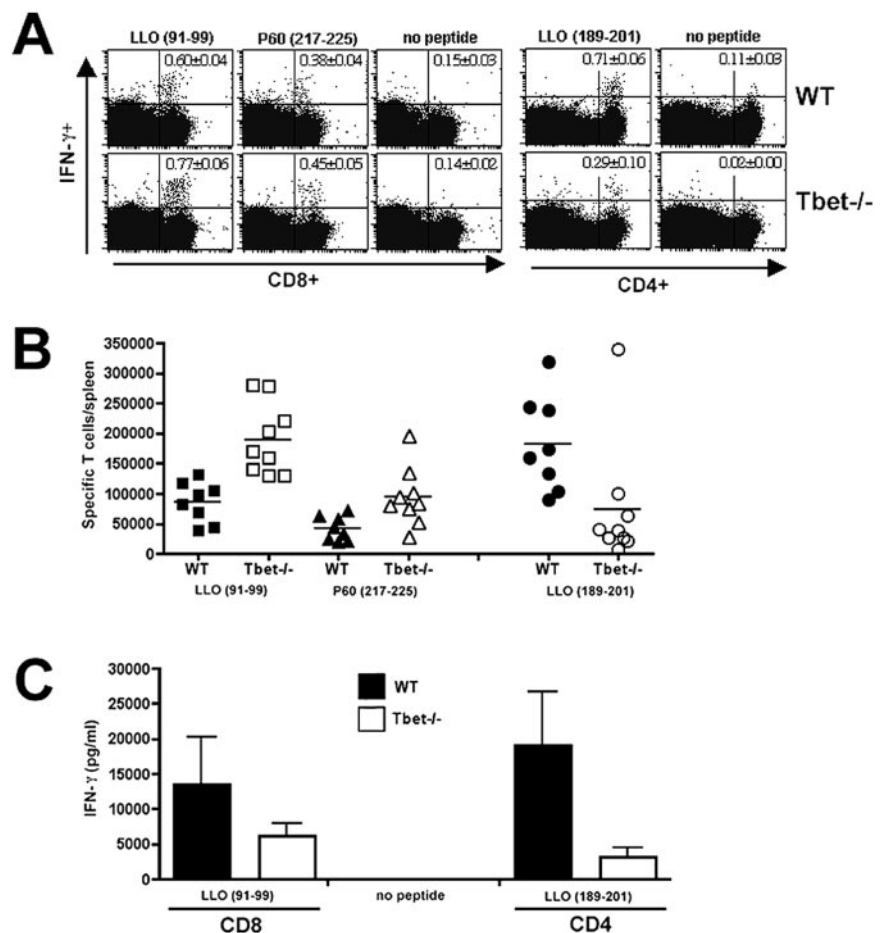 A
LLO (91-99) P60 (217-225) no peptide LLO (189-201) no peptide
0.60±0.04 0.38±0.04 0.15±0.03 0.71±0.06 0.11±0.03
WT
IFN-γ+
0.77±0.06 0.45±0.05 0.14±0.02 0.29±0.10 0.02±0.00
Tbet-/-
CD8+ CD4+
B
Specific T cells/spleen
350000
300000
250000
200000
150000
100000
50000
0
WT Tbet-/- WT Tbet-/- WT Tbet-/-
LLO (91-99) P60 (217-225) LLO (189-201)
C
IFN-γ (pg/ml)
30000
25000
20000
15000
10000
5000
0
WT
Tbet-/-
LLO (91-99) no peptide LLO (189-201)
CD8 CD4